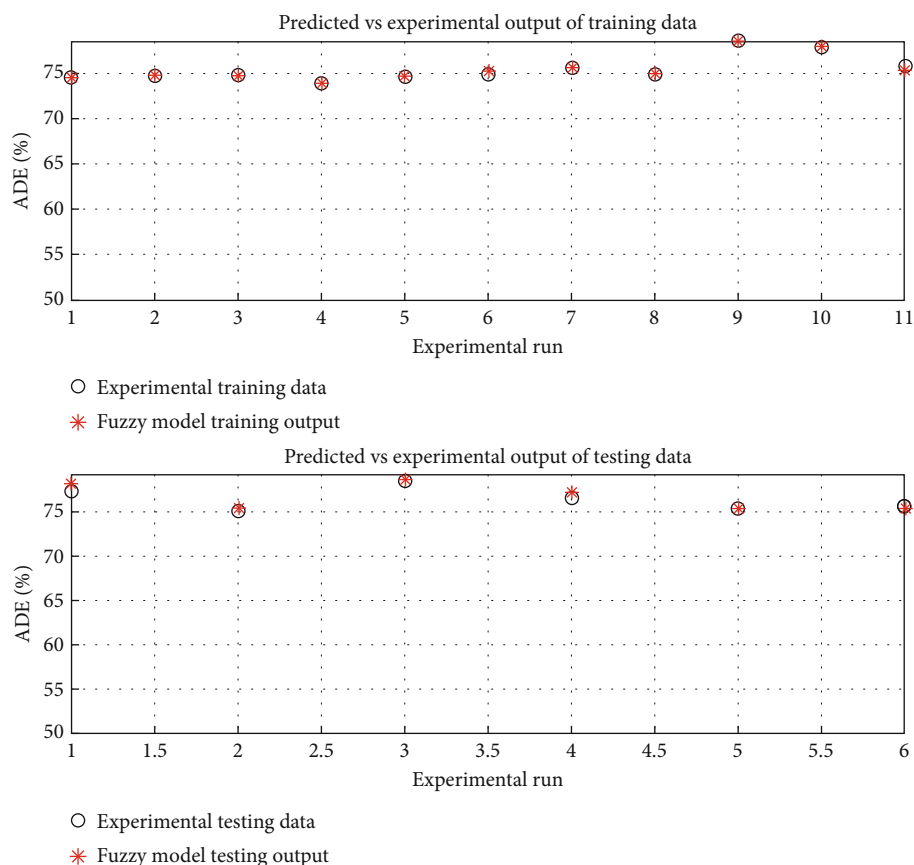 Predicted vs experimental output of training data
75
70
65
60
55
50
ADE (%)
1 2 3 4 5 6 7 8 9 10 11
Experimental run
Experimental training data
Fuzzy model training output
Predicted vs experimental output of testing data
75
70
65
60
55
50
ADE (%)
1 1.5 2 2.5 3 3.5 4 4.5 5 5.5 6
Experimental run
Experimental testing data
Fuzzy model testing output